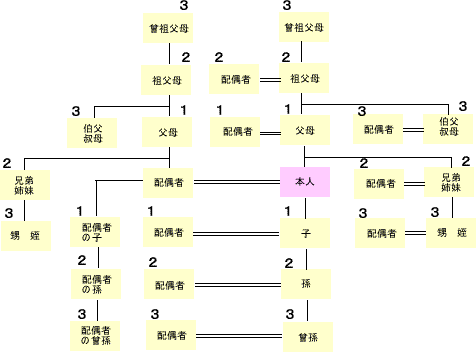 3 3
曾祖父母 曾祖父母
3 2 2
祖父母 配偶者 祖父母
3 1 1 1 3 3
伯父
叔母 父母 配偶者 父母 配偶者 伯父
叔母
2 2 2
兄弟
姉妹 配偶者 本人 配偶者 兄弟
姉妹
3 1 1 1 3 3
甥 姪 配偶者
の子 配偶者 子 配偶者 甥 姪
2 2 2
配偶者
の孫 配偶者 孫
3 3 3
配偶者
の曾孫 配偶者 曾孫